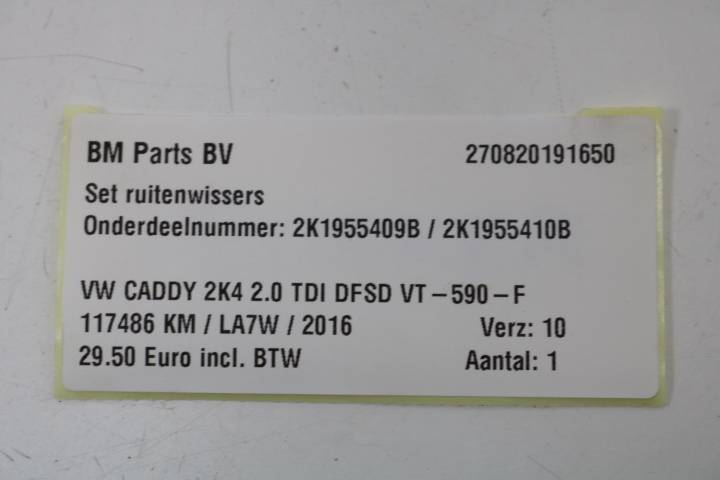 BM Parts BV 270820191650
Set ruitenwissers
Onderdeelnummer: 2K1955409B / 2K1955410B
VW CADDY 2K4 2.0 TDI DFSD VT-590-F
117486 KM / LA7W / 2016 Verz: 10
29.50 Euro incl. BTW Aantal: 1